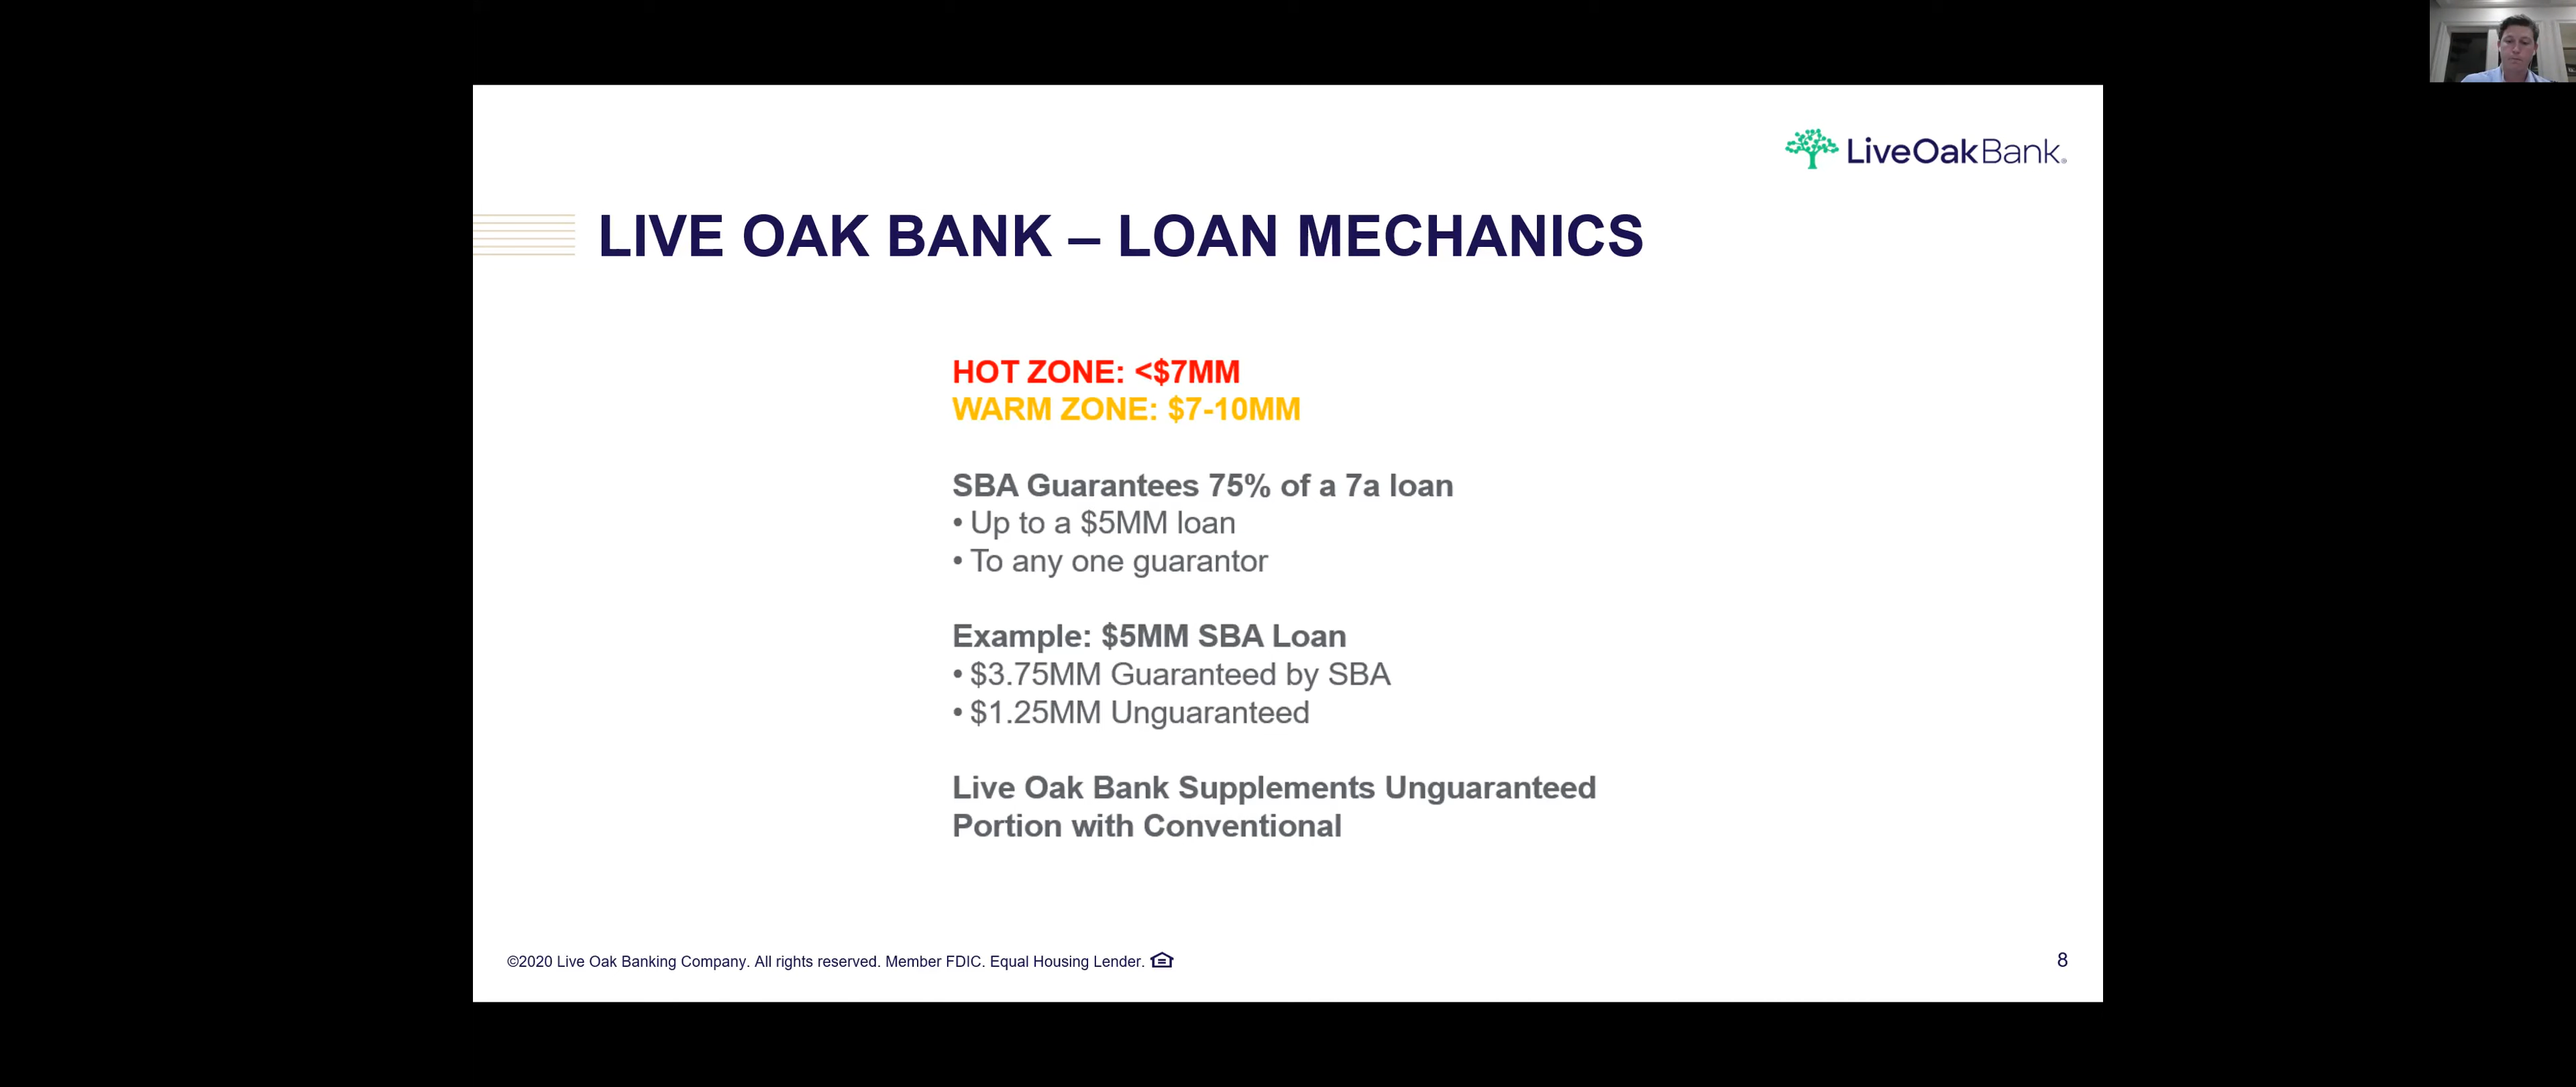 LiveOakBank®
LIVE OAK BANK – LOAN MECHANICS
HOT ZONE: <$7MM
WARM ZONE: $7-10MM
SBA Guarantees 75% of a 7a loan
• Up to a $5MM loan
• To any one guarantor
Example: $5MM SBA Loan
• $3.75MM Guaranteed by SBA
• $1.25MM Unguaranteed
Live Oak Bank Supplements Unguaranteed
Portion with Conventional
©2020 Live Oak Banking Company. All rights reserved. Member FDIC. Equal Housing Lender.
8